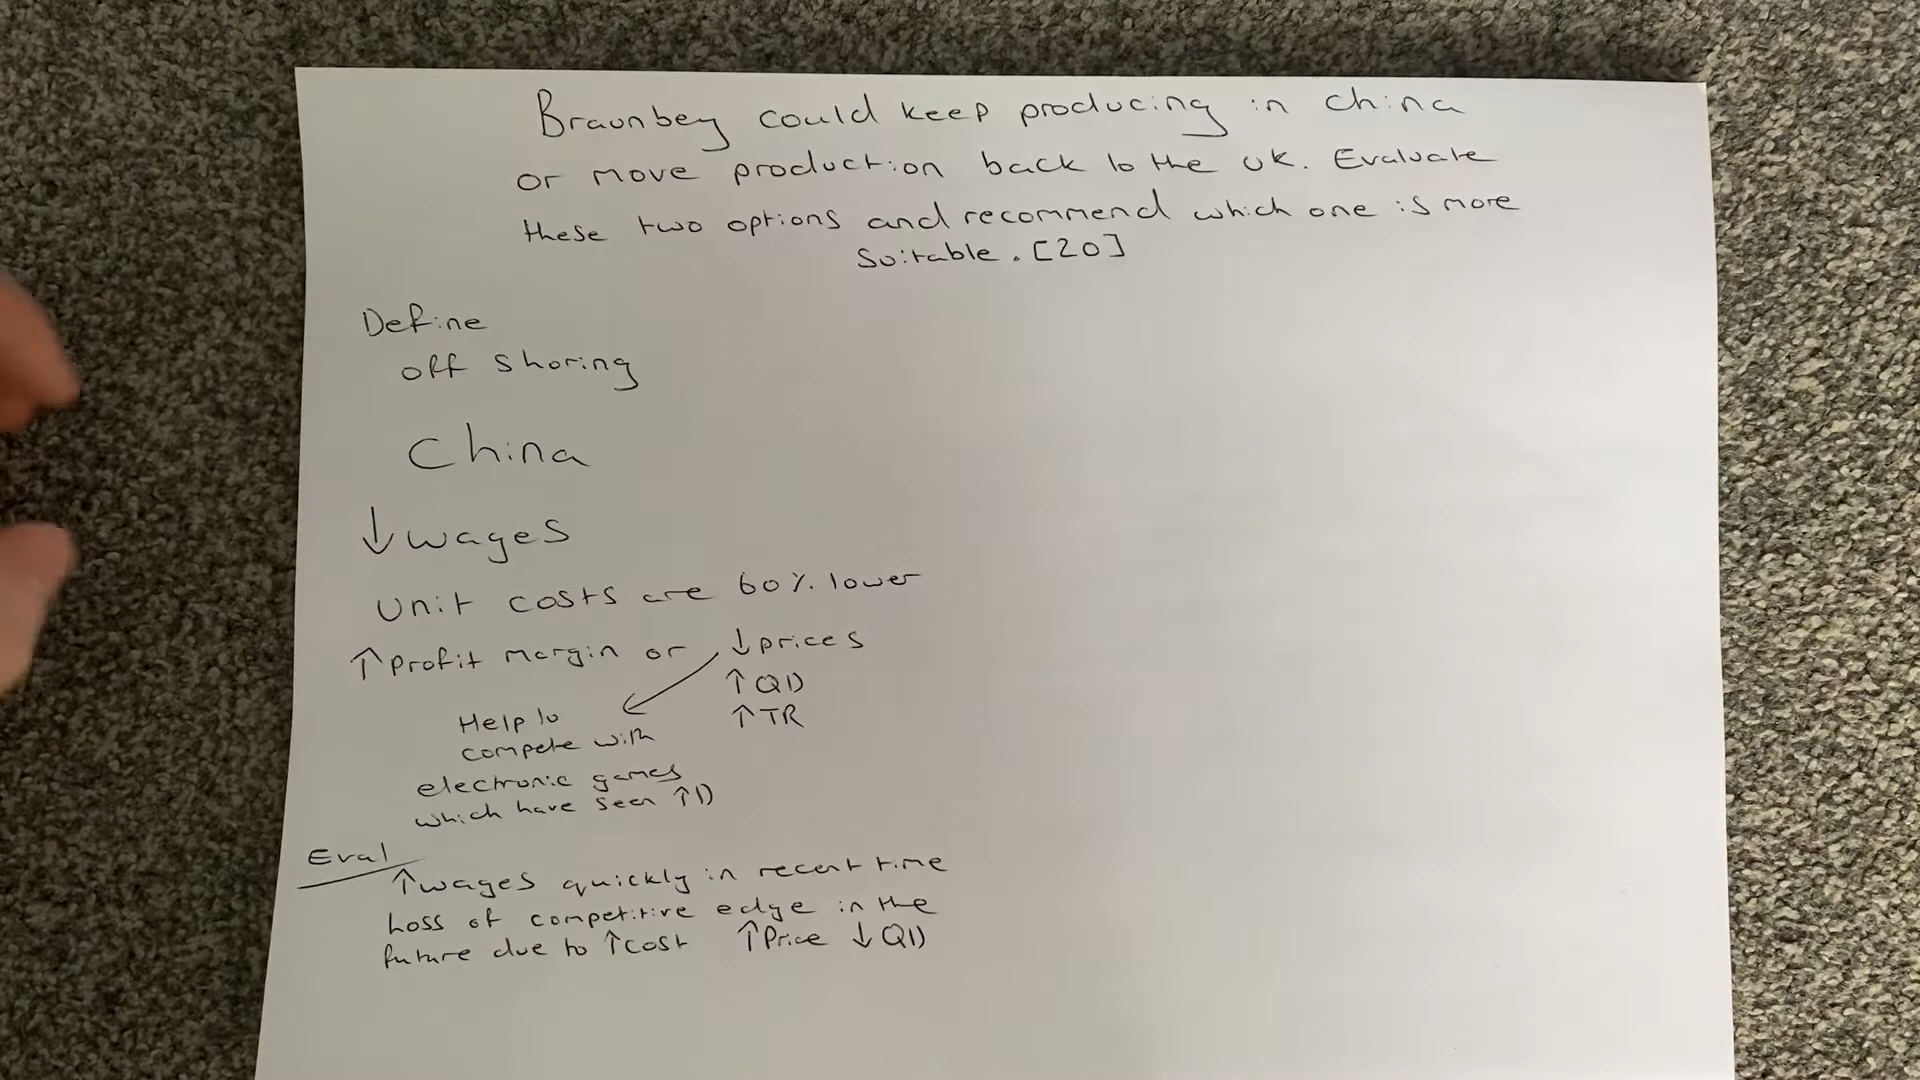 Braunbey could keep producing in china
or move production back to the UK. Evaluate
these two options and recommend which one is more
suitable. [20]
Define
off shoring
China
↓ wages
Unit costs are 60% lower
↑ Profit margin or ↓ prices
↑ QD
↑ TR
Help to
compete with
electronic games
which have seen ↑ D
Eval
↑ wages quickly in recent time
Loss of competitive edge in the
future due to ↑ cost ↑ Price ↓ QD